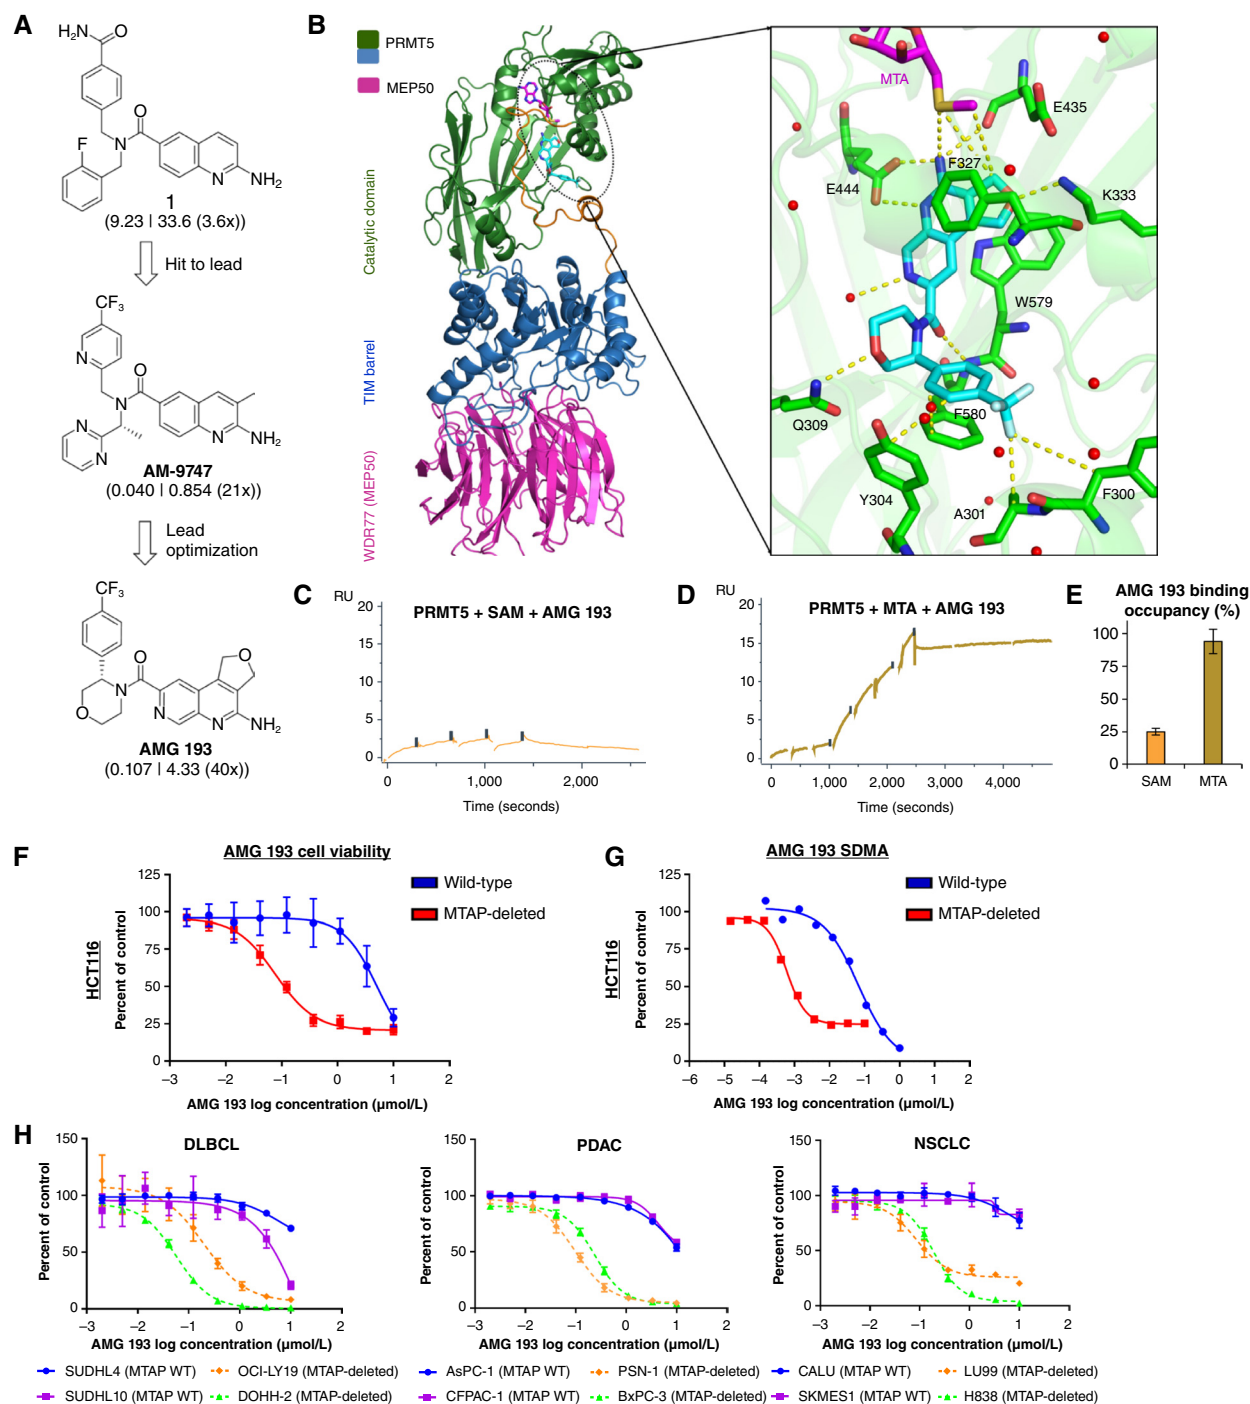 A
H₂N
O
O
F
N
N
NH₂
1
(9.23 | 33.6 (3.6x))
Hit to lead
CF₃
N
O
N
N
N
N
NH₂
AM-9747
(0.040 | 0.854 (21x))
Lead
optimization
CF₃
O
O
N
O
N
N
NH₂
AMG 193
(0.107 | 4.33 (40x))
B
PRMT5
MEP50
Catalytic domain
TIM barrel
WDR77 (MEP50)
MTA
E435
F327
E444
K333
W579
Q309
F580
Y304
A301
F300
C
RU
PRMT5 + SAM + AMG 193
20
15
10
5
0
0 1,000 2,000
Time (seconds)
D
RU
PRMT5 + MTA + AMG 193
20
15
10
5
0
0 1,000 2,000 3,000 4,000
Time (seconds)
E
AMG 193 binding
occupancy (%)
100
75
50
25
0
SAM MTA
F
AMG 193 cell viability
HCT116
Percent of control
125
100
75
50
25
0
−3 −2 −1 0 1 2
AMG 193 log concentration (µmol/L)
Wild-type
MTAP-deleted
G
AMG 193 SDMA
HCT116
Percent of control
125
100
75
50
25
0
−6 −5 −4 −3 −2 −1 0 1 2
AMG 193 log concentration (µmol/L)
Wild-type
MTAP-deleted
H
DLBCL
Percent of control
150
100
50
0
−3 −2 −1 0 1 2
AMG 193 log concentration (µmol/L)
SUDHL4 (MTAP WT)
OCI-LY19 (MTAP-deleted)
SUDHL10 (MTAP WT)
DOHH-2 (MTAP-deleted)
PDAC
Percent of control
150
100
50
0
−3 −2 −1 0 1 2
AMG 193 log concentration (µmol/L)
AsPC-1 (MTAP WT)
PSN-1 (MTAP-deleted)
CFPAC-1 (MTAP WT)
BxPC-3 (MTAP-deleted)
NSCLC
Percent of control
150
100
50
0
−3 −2 −1 0 1 2
AMG 193 log concentration (µmol/L)
CALU (MTAP WT)
LU99 (MTAP-deleted)
SKMES1 (MTAP WT)
H838 (MTAP-deleted)